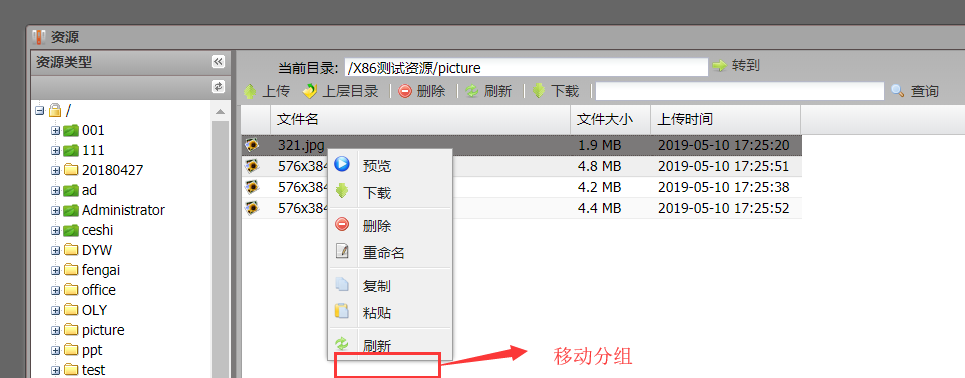 资源
资源类型
当前目录: /X86测试资源/picture 转到
上传 上层目录 删除 刷新 下载 查询
/
001
111
20180427
ad
Administrator
ceshi
DYW
fengai
office
OLY
picture
ppt
test
文件名 文件大小 上传时间
321.jpg 1.9 MB 2019-05-10 17:25:20
576x384 4.8 MB 2019-05-10 17:25:51
576x384 4.2 MB 2019-05-10 17:25:38
576x384 4.4 MB 2019-05-10 17:25:52
预览
下载
删除
重命名
复制
粘贴
刷新
移动分组